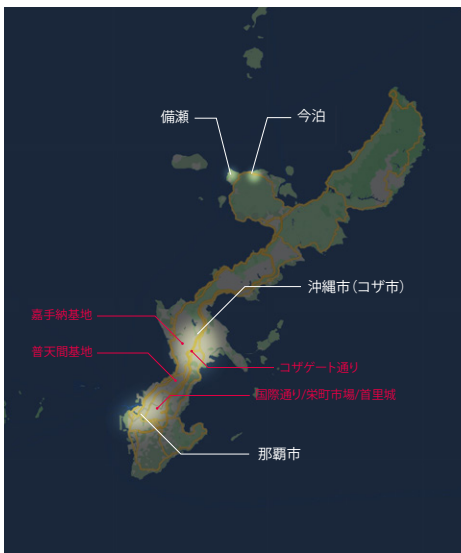 備瀬
今泊
沖縄市(コザ市)
嘉手納基地
普天間基地
コザゲート通り
国際通り/栄町市場/首里城
那覇市